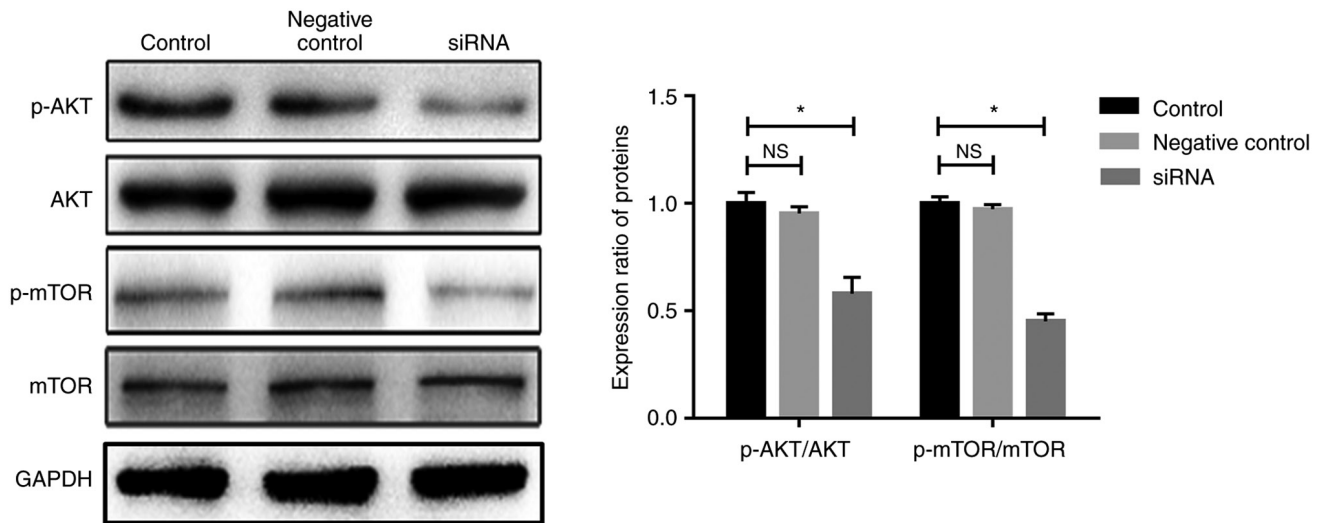 Control
Negative
control
siRNA
p-AKT
AKT
p-mTOR
mTOR
GAPDH
Expression ratio of proteins
1.5
1.0
0.5
0.0
*
NS
*
NS
p-AKT/AKT
p-mTOR/mTOR
Control
Negative control
siRNA